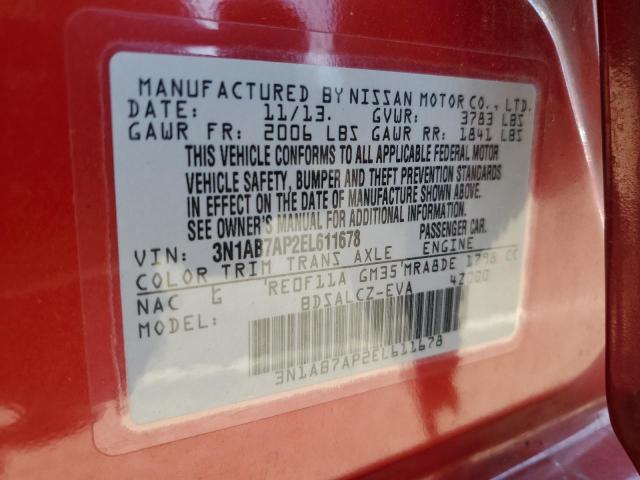 MANUFACTURED BY NISSAN MOTOR CO., LTD.
DATE: 11/13. GVWR: 3783 LBS
GAWR FR: 2006 LBS GAWR RR: 1841 LBS
THIS VEHICLE CONFORMS TO ALL APPLICABLE FEDERAL MOTOR
VEHICLE SAFETY, BUMPER AND THEFT PREVENTION STANDARDS
IN EFFECT ON THE DATE OF MANUFACTURE SHOWN ABOVE.
SEE OWNER'S MANUAL FOR ADDITIONAL INFORMATION.
VIN: 3N1AB7AP2EL611678 PASSENGER CAR.
COLOR TRIM TRANS AXLE ENGINE
NAC G RE0F11A GM35 MRA8DE 1798 CC
MODEL: BDSALCZ-EVA 42000
3N1AB7AP2EL611678